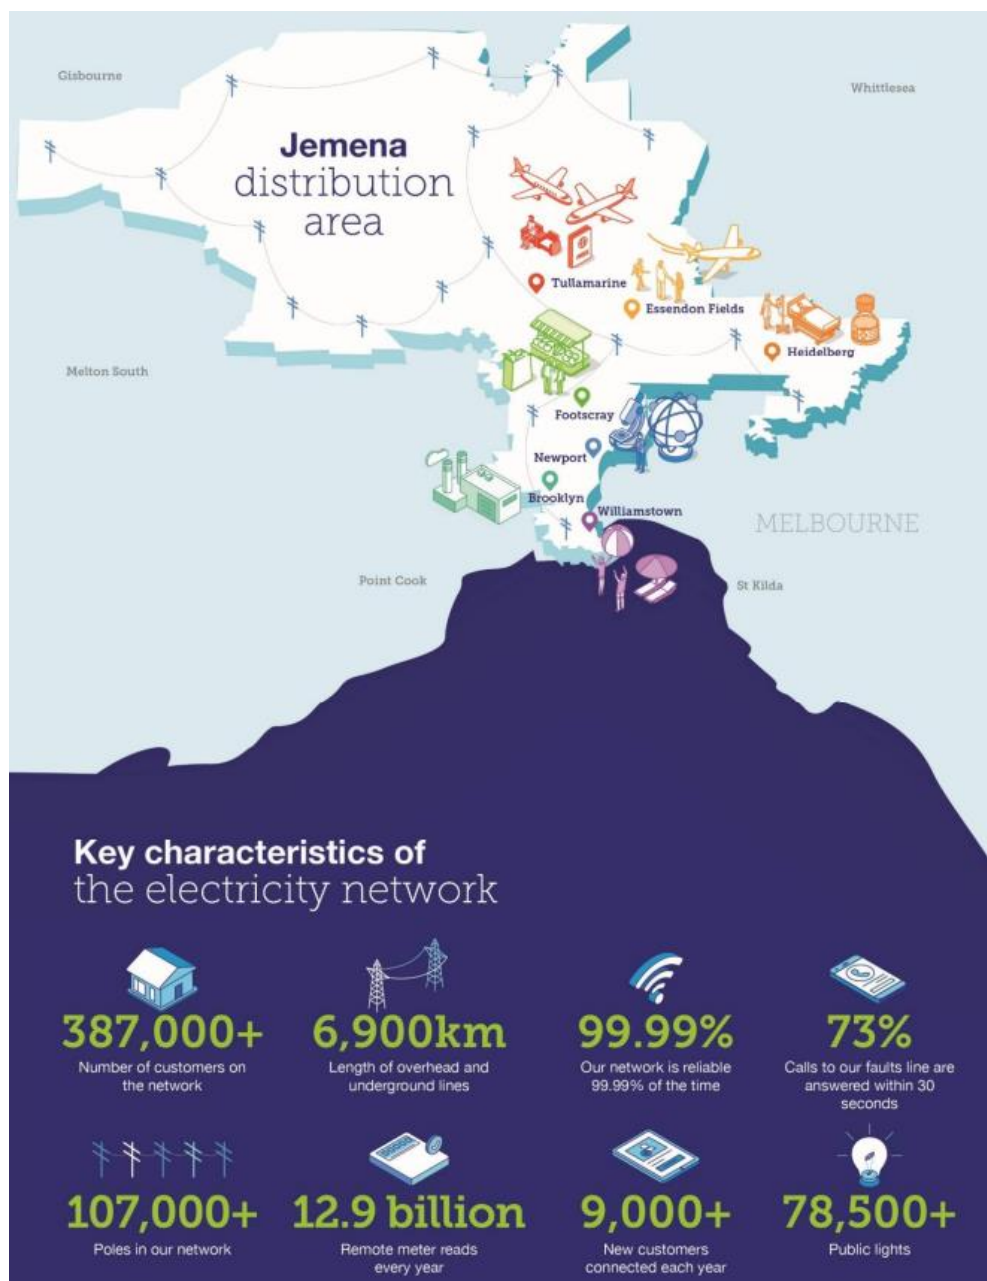 Gisbourne
Whittlesea
Jemena
distribution
area
Tullamarine
Essendon Fields
Heidelberg
Melton South
Footscray
Newport
Brooklyn
Williamstown
MELBOURNE
Point Cook
St Kilda
Key characteristics of
the electricity network
387,000+
Number of customers on
the network
6,900km
Length of overhead and
underground lines
99.99%
Our network is reliable
99.99% of the time
73%
Calls to our faults line are
answered within 30
seconds
107,000+
Poles in our network
12.9 billion
Remote meter reads
every year
9,000+
New customers
connected each year
78,500+
Public lights